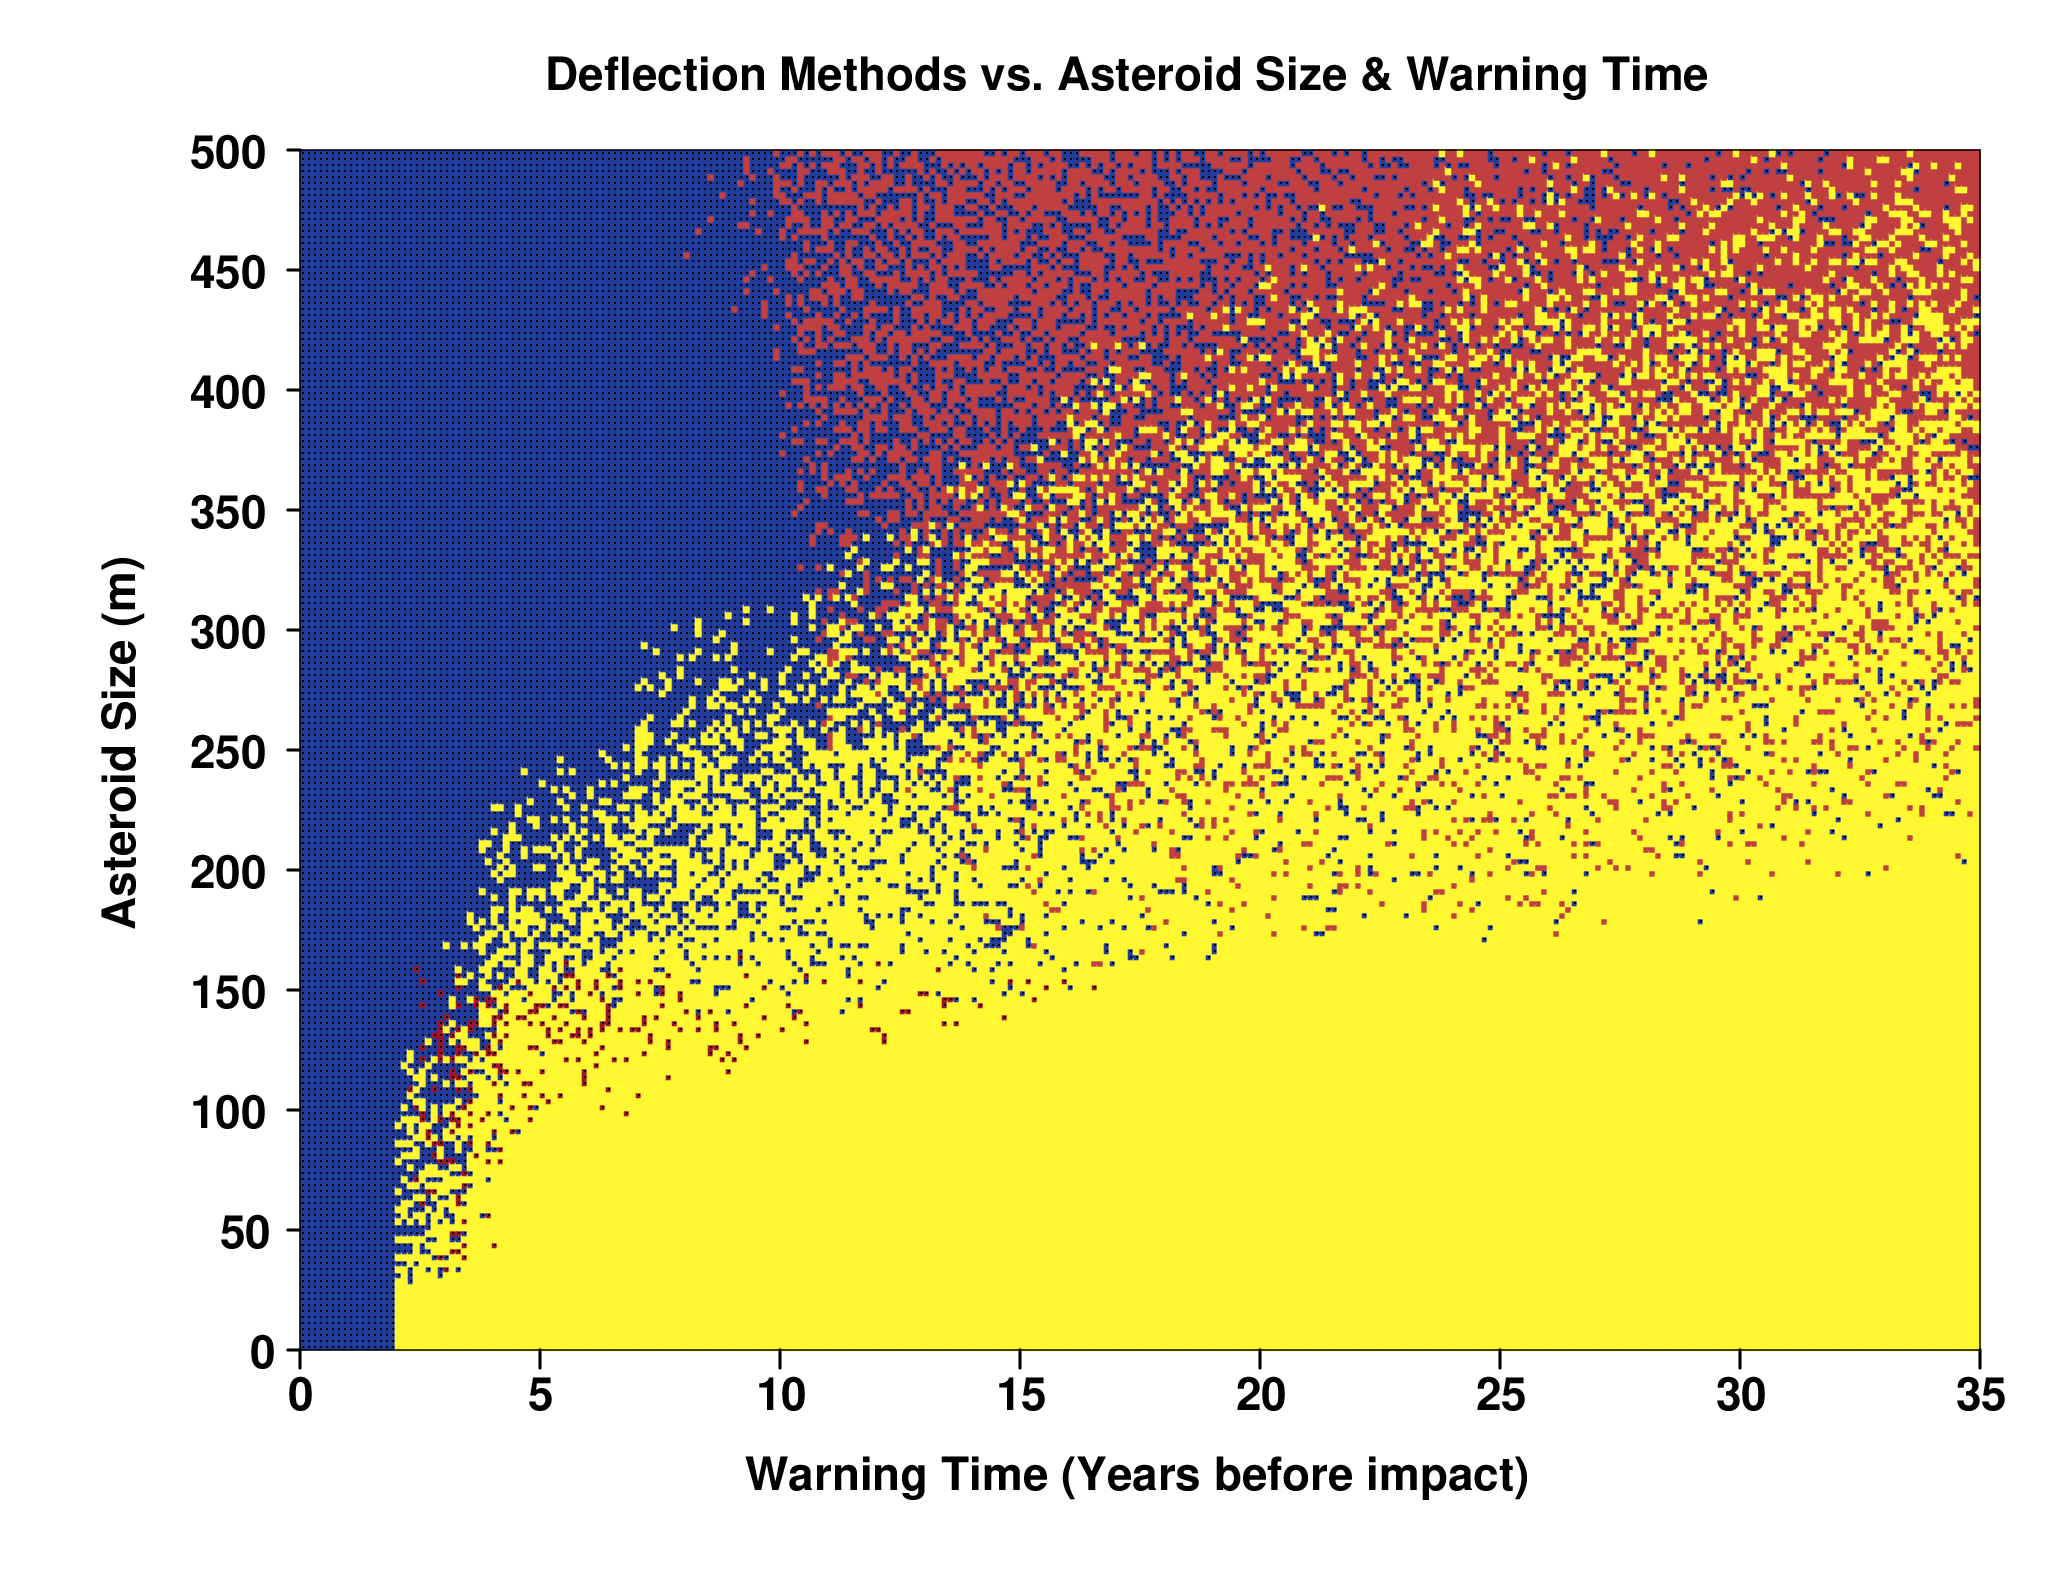 Deflection Methods vs. Asteroid Size & Warning Time
500
450
400
350
300
250
200
150
100
50
0
Asteroid Size (m)
0 5 10 15 20 25 30 35
Warning Time (Years before impact)